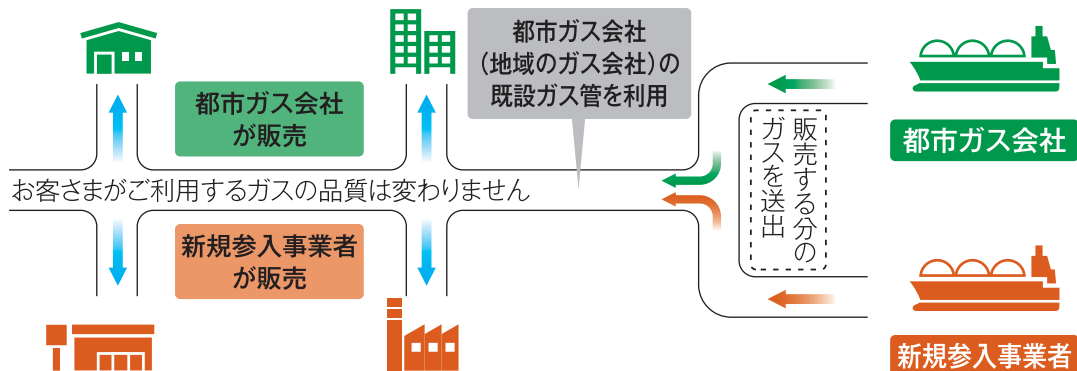 都市ガス会社
(地域のガス会社)の
既設ガス管を利用
都市ガス会社
が販売
都市ガス会社
販売する分の
ガスを送出
お客さまがご利用するガスの品質は変わりません
新規参入事業者
が販売
新規参入事業者